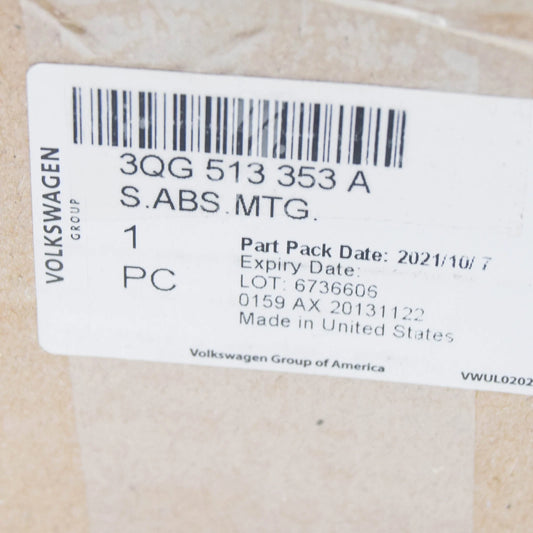 VOLKSWAGEN
GROUP
3QG 513 353 A
S.ABS.MTG.
1
PC
Part Pack Date: 2021/10/ 7
Expiry Date:
LOT: 6736606
0159 AX 20131122
Made in United States
Volkswagen Group of America
VWUL0202